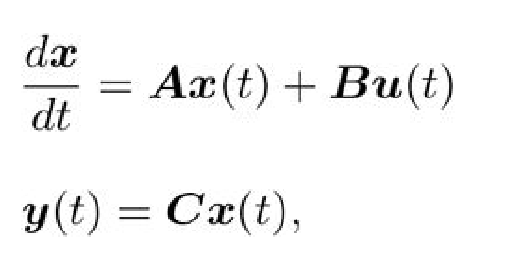 d𝒙/dt = 𝑨𝒙(t) + 𝑩𝒖(t)
𝒚(t) = 𝑪𝒙(t),